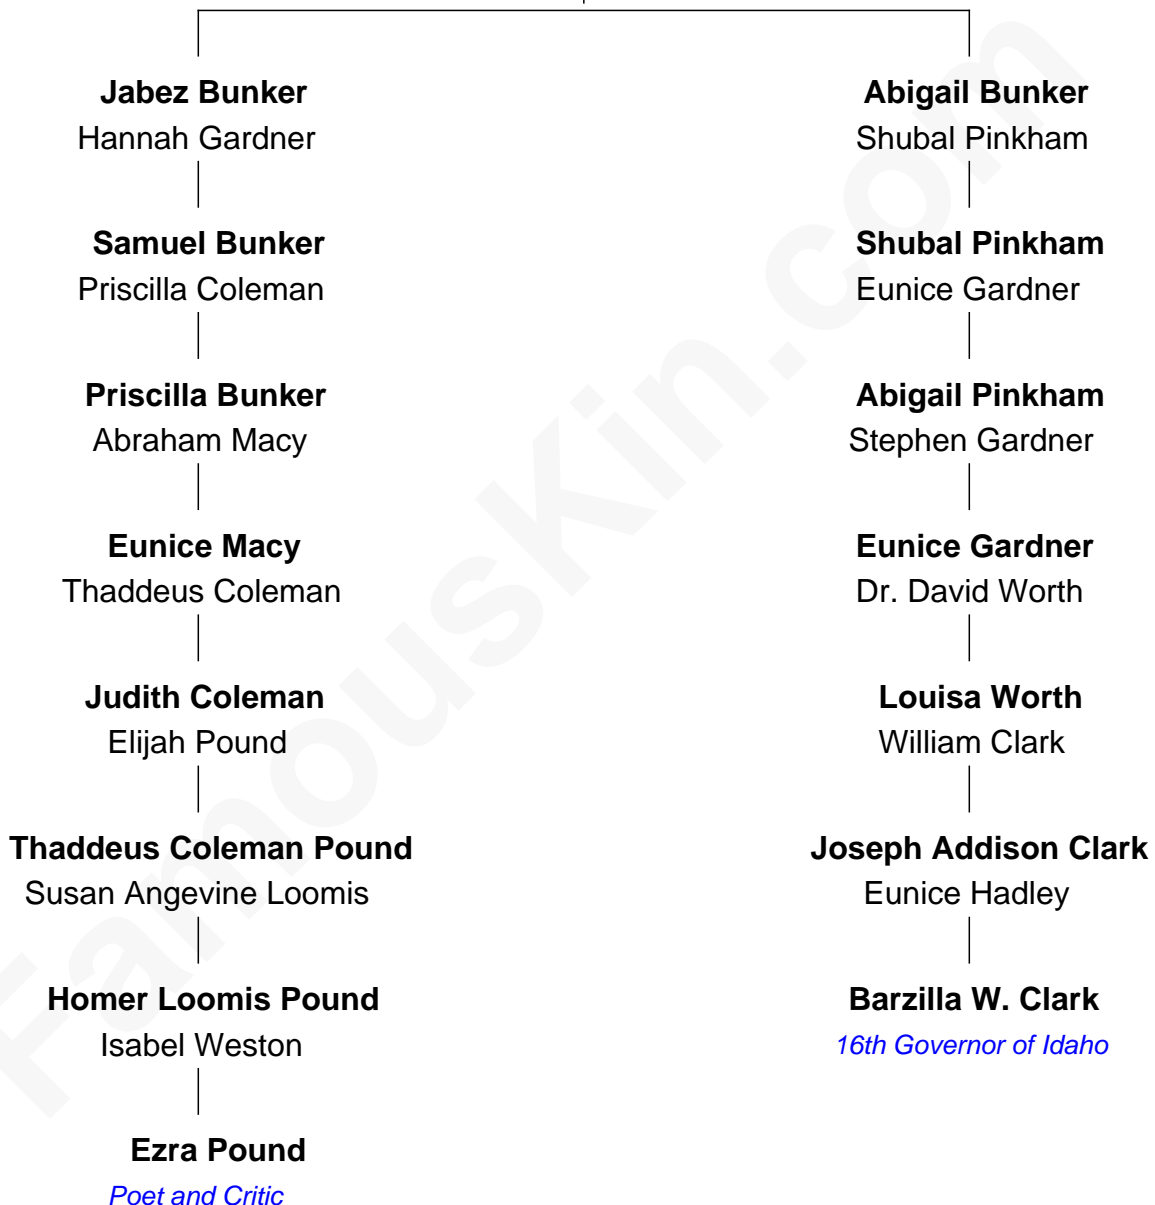 Jabez Bunker
Hannah Gardner
Samuel Bunker
Priscilla Coleman
Priscilla Bunker
Abraham Macy
Eunice Macy
Thaddeus Coleman
Judith Coleman
Elijah Pound
Thaddeus Coleman Pound
Susan Angevine Loomis
Homer Loomis Pound
Isabel Weston
Ezra Pound
Poet and Critic
Abigail Bunker
Shubal Pinkham
Shubal Pinkham
Eunice Gardner
Abigail Pinkham
Stephen Gardner
Eunice Gardner
Dr. David Worth
Louisa Worth
William Clark
Joseph Addison Clark
Eunice Hadley
Barzilla W. Clark
16th Governor of Idaho
FamousKin.com